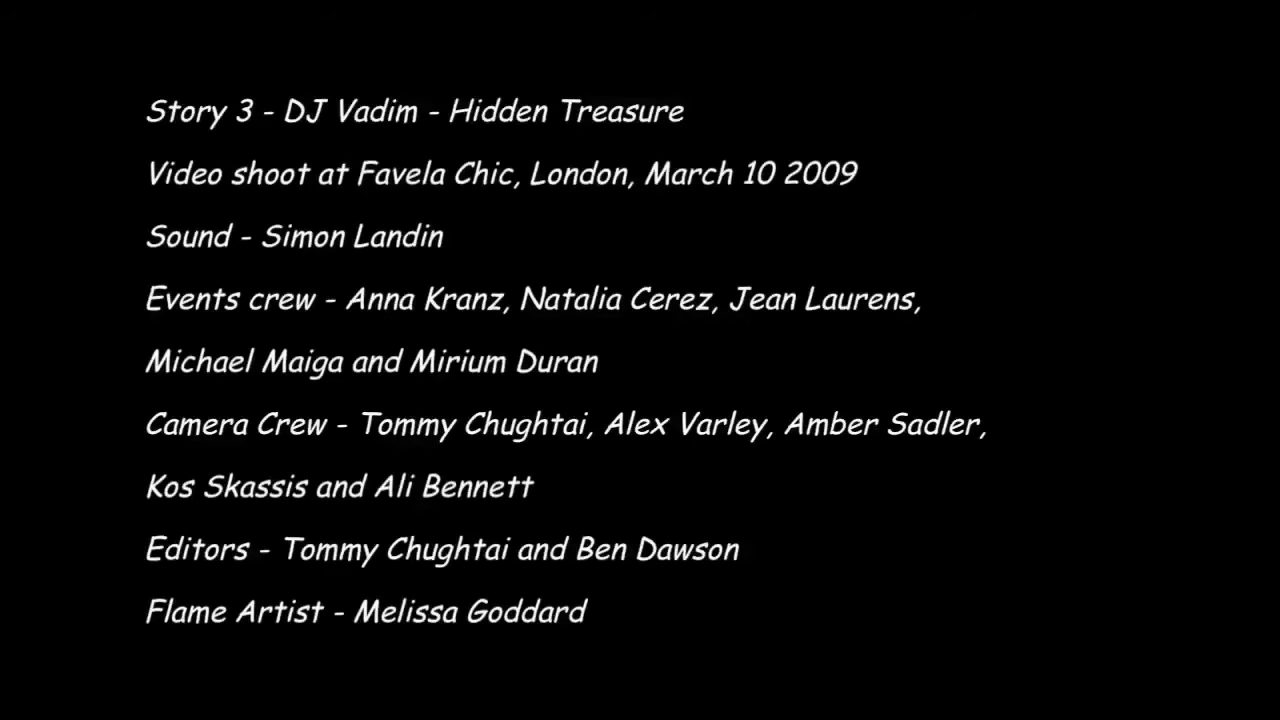 Story 3 - DJ Vadim - Hidden Treasure
Video shoot at Favela Chic, London, March 10 2009
Sound - Simon Landin
Events crew - Anna Kranz, Natalia Cerez, Jean Laurens,
Michael Maiga and Mirium Duran
Camera Crew - Tommy Chughtai, Alex Varley, Amber Sadler,
Kos Skassis and Ali Bennett
Editors - Tommy Chughtai and Ben Dawson
Flame Artist - Melissa Goddard